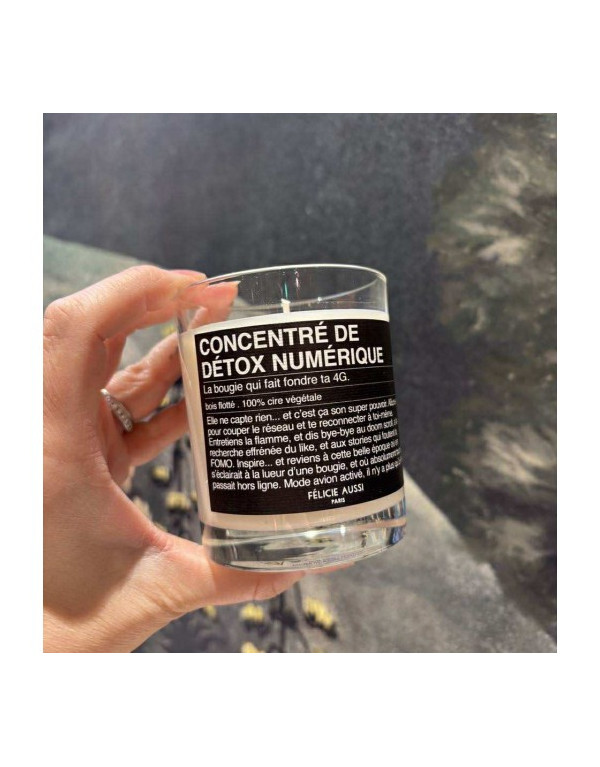 CONCENTRÉ DE
DÉTOX NUMÉRIQUE
La bougie qui fait fondre ta 4G.
bois flotté . 100% cire végétale
Elle ne capte rien... et c'est ça son super pouvoir.
pour couper le réseau et te reconnecter à toi-même.
Entretiens la flamme, et dis bye-bye au doom scroll,
recherche effrénée du like, et aux stories qui
FOMO. Inspire... et reviens à cette belle époque
s'éclairait à la lueur d'une bougie, et où absolument
passait hors ligne. Mode avion activé, il n'y a plus
FÉLICIE AUSSI
PARIS